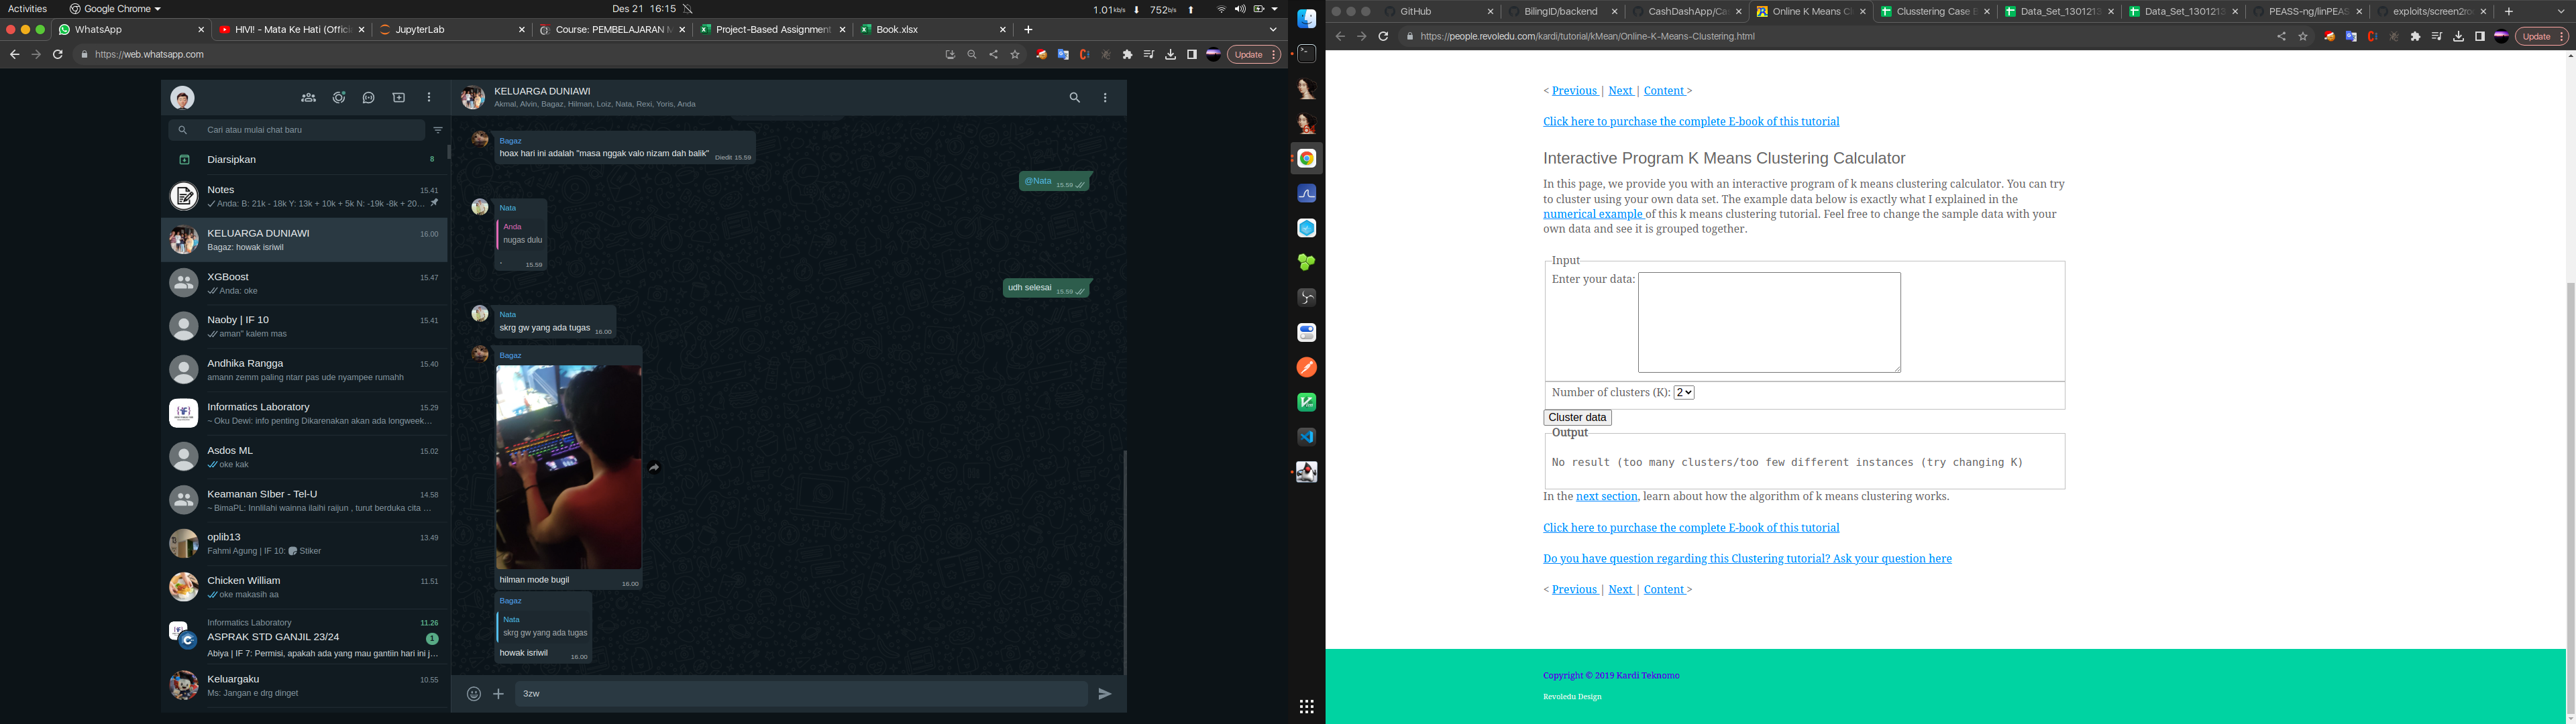 Activities
Google Chrome
Des 21 16:15
1.01kb/s
752b/s
WhatsApp
HIVI! - Mata Ke Hati (Offici
JupyterLab
Course: PEMBELAJARAN M
Project-Based Assignment
Book.xlsx
https://web.whatsapp.com
Update
Cari atau mulai chat baru
Diarsipkan
8
Notes
15.41
Anda: B: 21k - 18k Y: 13k + 10k + 5k N: -19k -8k + 20…
KELUARGA DUNIAWI
16.00
Bagaz: howak isriwil
XGBoost
15.47
Anda: oke
Naoby | IF 10
15.41
aman" kalem mas
Andhika Rangga
15.40
amann zemm paling ntarr pas ude nyampee rumahh
Informatics Laboratory
15.29
~ Oku Dewi: info penting Dikarenakan akan ada longweek…
Asdos ML
15.02
oke kak
Keamanan SIber - Tel-U
14.58
~ BimaPL: Innlilahi wainna ilaihi raijun , turut berduka cita …
oplib13
13.49
Fahmi Agung | IF 10: Stiker
Chicken William
11.51
oke makasih aa
Informatics Laboratory
11.26
ASPRAK STD GANJIL 23/24
1
Abiya | IF 7: Permisi, apakah ada yang mau gantiin hari ini j…
Keluargaku
10.55
Ms: Jangan e drg dinget
KELUARGA DUNIAWI
Akmal, Alvin, Bagaz, Hilman, Loiz, Nata, Rexi, Yoris, Anda
Bagaz
hoax hari ini adalah "masa nggak valo nizam dah balik"
Diedit 15.59
@Nata
15.59
Nata
Anda
nugas dulu
.
15.59
udh selesai
15.59
Nata
skrg gw yang ada tugas
16.00
Bagaz
hilman mode bugil
16.00
Bagaz
Nata
skrg gw yang ada tugas
howak isriwil
16.00
3zw
GitHub
BilingID/backend
CashDashApp/Ca
Online K Means Cl
Clusstering Case
Data_Set_1301213
Data_Set_1301213
PEASS-ng/linPEAS
exploits/screen2ro
https://people.revoledu.com/kardi/tutorial/kMean/Online-K-Means-Clustering.html
Update
< Previous | Next | Content >
Click here to purchase the complete E-book of this tutorial
Interactive Program K Means Clustering Calculator
In this page, we provide you with an interactive program of k means clustering calculator. You can try
to cluster using your own data set. The example data below is exactly what I explained in the
numerical example of this k means clustering tutorial. Feel free to change the sample data with your
own data and see it is grouped together.
Input
Enter your data:
Number of clusters (K): 2
Cluster data
Output
No result (too many clusters/too few different instances (try changing K)
In the next section, learn about how the algorithm of k means clustering works.
Click here to purchase the complete E-book of this tutorial
Do you have question regarding this Clustering tutorial? Ask your question here
< Previous | Next | Content >
Copyright © 2019 Kardi Teknomo
Revoledu Design